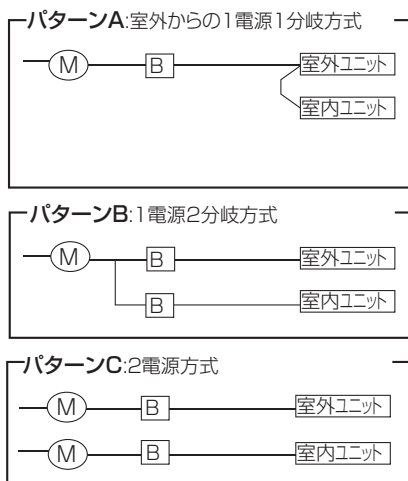 パターンA:室外からの1電源1分岐方式
M B 室外ユニット
室内ユニット
パターンB:1電源2分岐方式
M B 室外ユニット
B 室内ユニット
パターンC:2電源方式
M B 室外ユニット
M B 室内ユニット